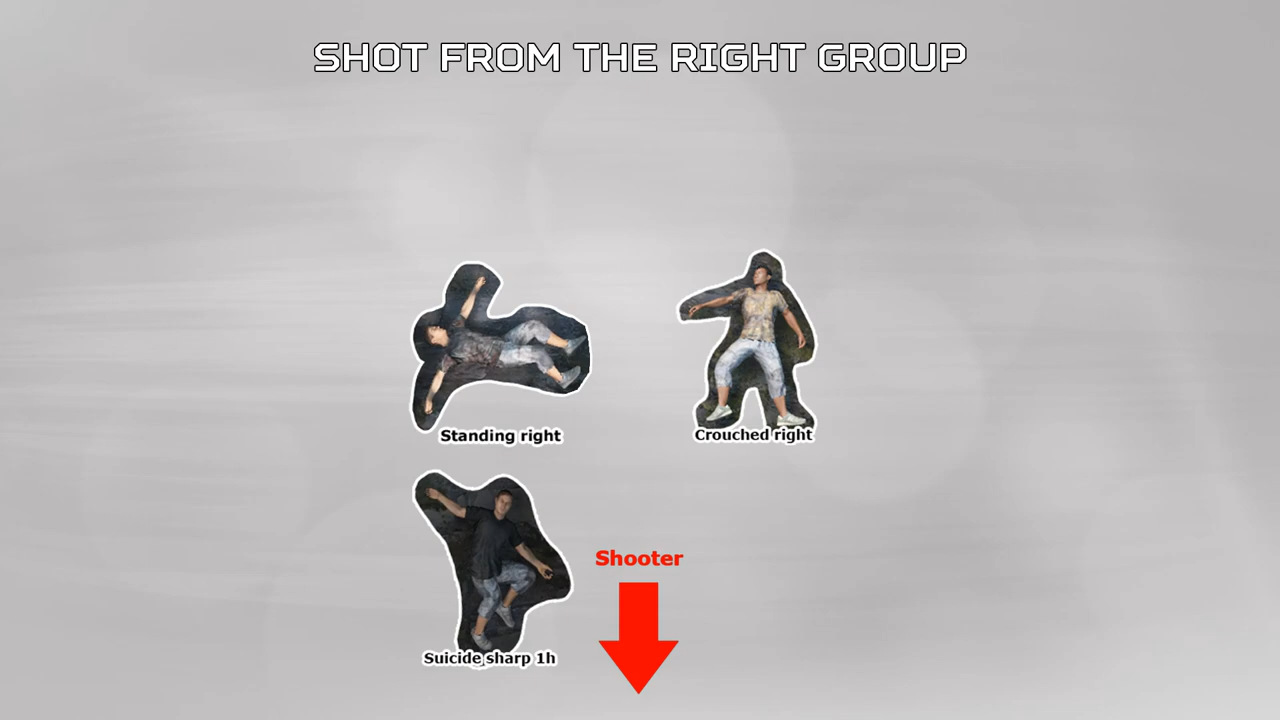 SHOT FROM THE RIGHT GROUP
Standing right
Crouched right
Suicide sharp 1h
Shooter